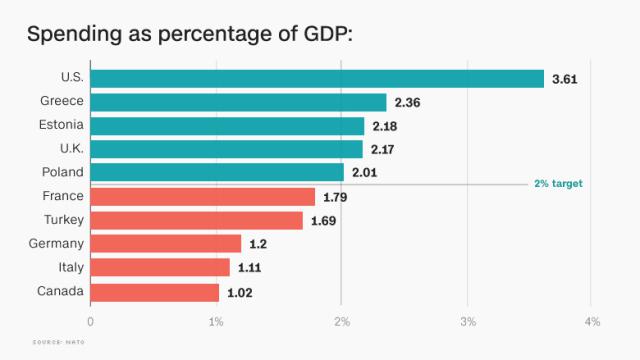 Spending as percentage of GDP:
U.S. 3.61
Greece 2.36
Estonia 2.18
U.K. 2.17
Poland 2.01
2% target
France 1.79
Turkey 1.69
Germany 1.2
Italy 1.11
Canada 1.02
0 1% 2% 3% 4%
SOURCE: NATO